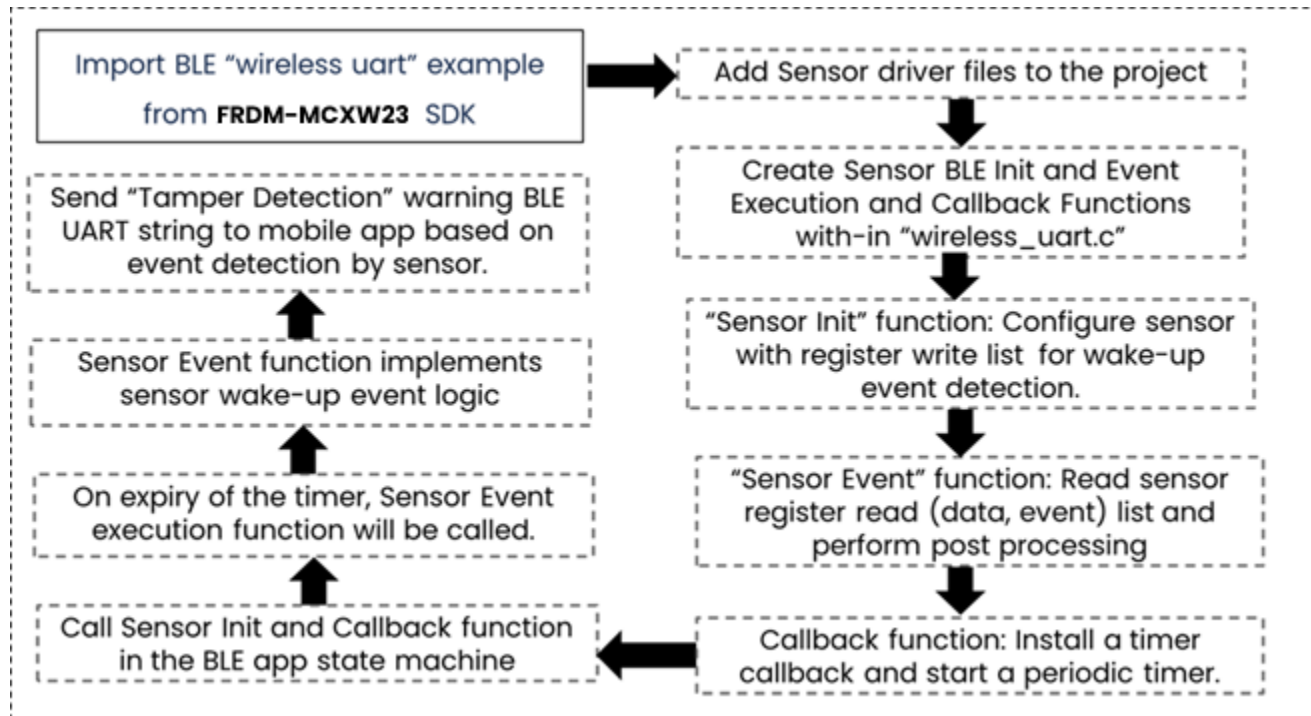 Import BLE “wireless uart” example
from FRDM-MCXW23 SDK
Add Sensor driver files to the project
Create Sensor BLE Init and Event
Execution and Callback Functions
with-in “wireless_uart.c”
“Sensor Init” function: Configure sensor
with register write list for wake-up
event detection.
“Sensor Event” function: Read sensor
register read (data, event) list and
perform post processing
Callback function: Install a timer
callback and start a periodic timer.
Call Sensor Init and Callback function
in the BLE app state machine
On expiry of the timer, Sensor Event
execution function will be called.
Sensor Event function implements
sensor wake-up event logic
Send “Tamper Detection” warning BLE
UART string to mobile app based on
event detection by sensor.